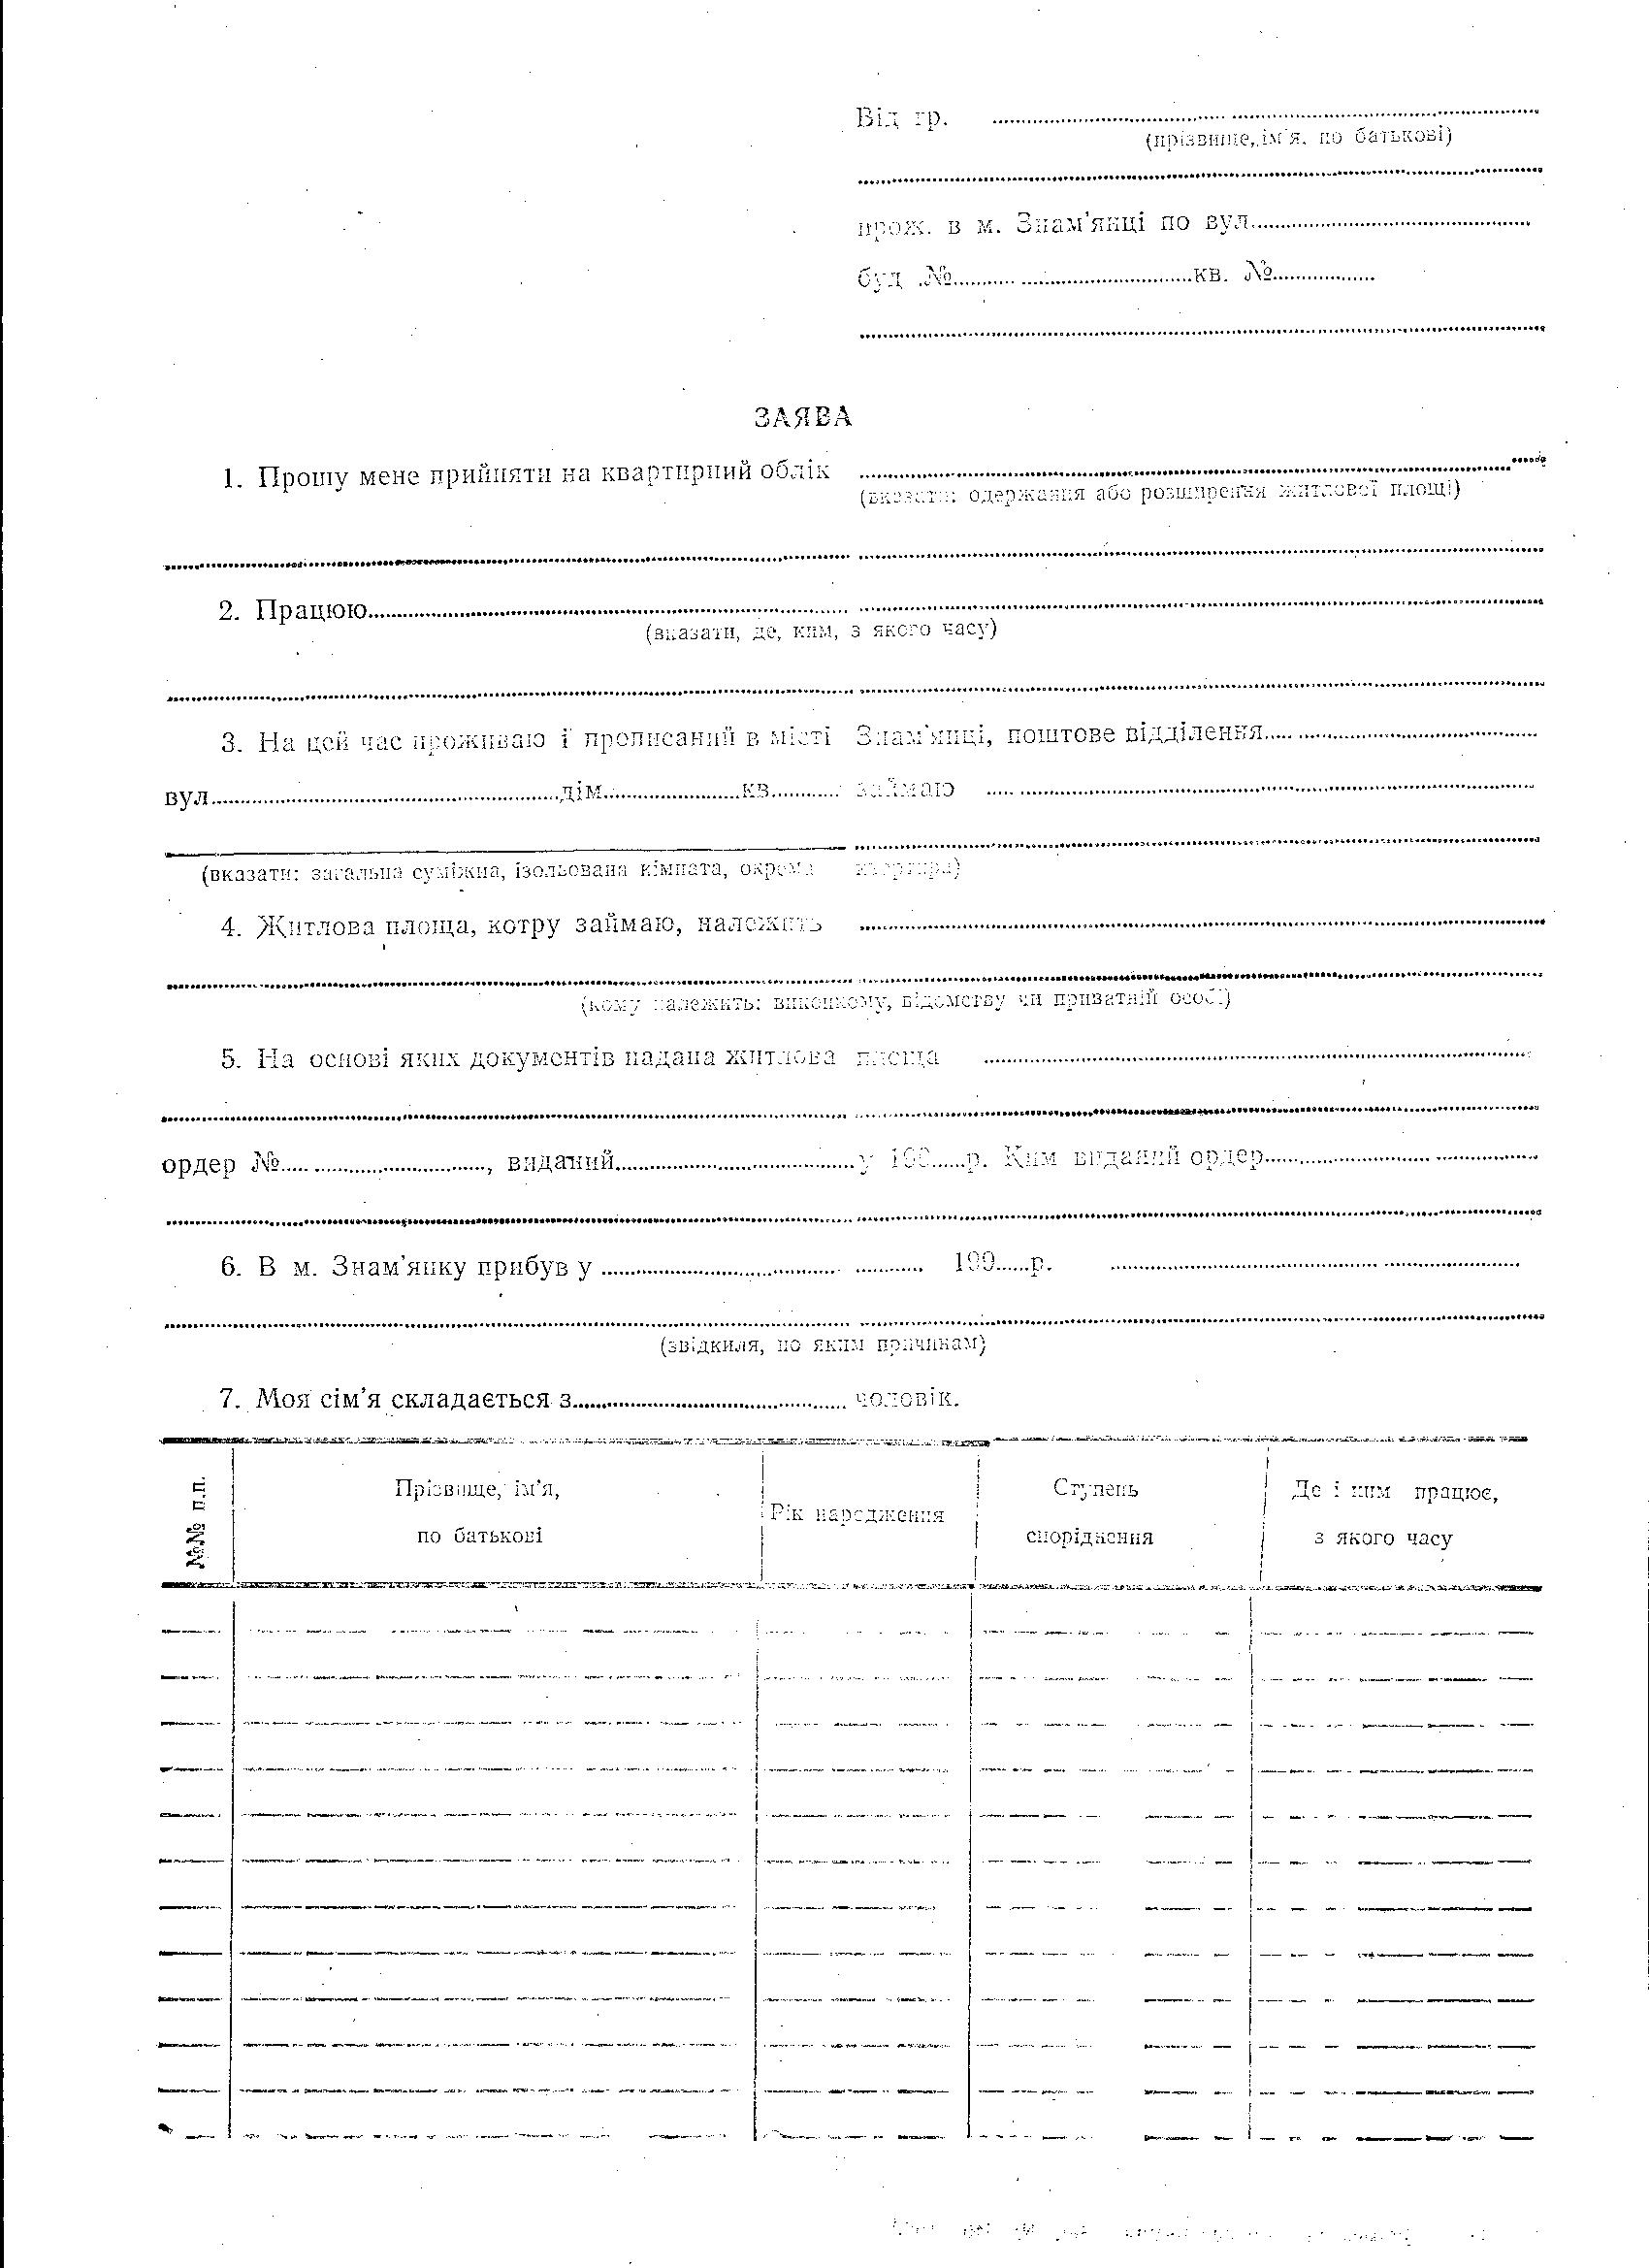 Від гр. ........................................
(прізвище, ім'я, по батькові)
........................................
прож. в м. Знам'янці по вул........................................
буд .№........................................кв. №....................
........................................
ЗАЯВА
1. Прошу мене прийняти на квартирний облік ........................................
(вказати: одержання або розширення житлової площі)
........................................
2. Працюю........................................
(вказати, де, ким, з якого часу)
........................................
3. На цей час проживаю і прописаний в місті Знам'янці, поштове відділення........................................
вул........................................дім....................кв.......... займаю ........................................
........................................
(вказати: загальна суміжна, ізольована кімната, окрема квартира)
4. Житлова площа, котру займаю, належить ........................................
........................................
(кому належить: виконкому, відомству чи приватній особі)
5. На основі яких документів надана житлова площа ........................................
........................................
ордер №...................., виданий....................у 199.....р. Ким виданий ордер........................................
........................................
6. В м. Знам'янку прибув у ........................................ 199.....р. ........................................
........................................
(звідкиля, по яким причинам)
7. Моя сім'я складається з........................................ чоловік.
№№ п.п.
Прізвище, ім'я,
по батькові
Рік народження
Ступень
споріднення
Де і ким працює,
з якого часу